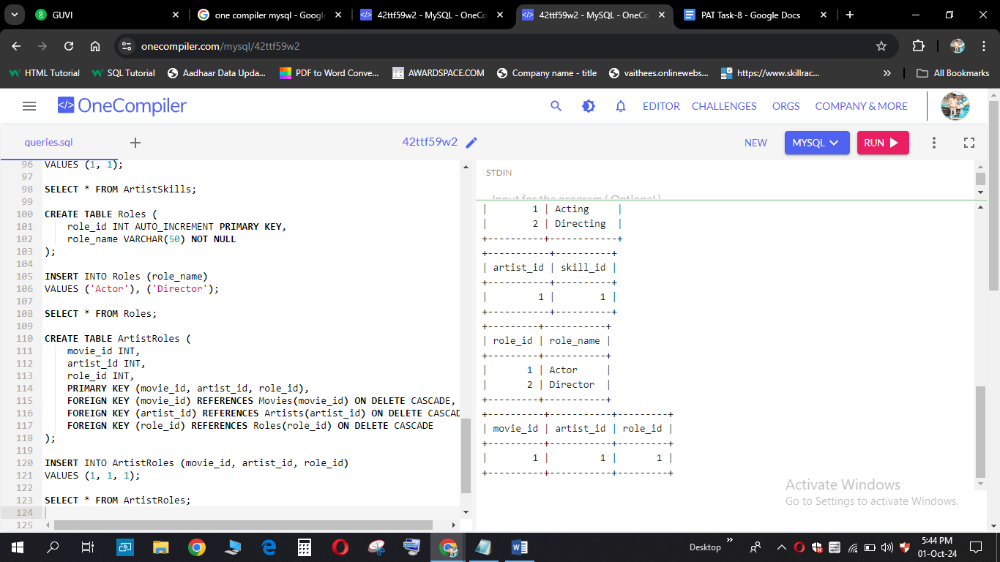 GUVI
one compiler mysql - Googl
42ttf59w2 - MySQL - OneCo
42ttf59w2 - MySQL - OneCo
PAT Task-8 - Google Docs
onecompiler.com/mysql/42ttf59w2
HTML Tutorial
SQL Tutorial
Aadhaar Data Upda...
PDF to Word Conve...
AWARDSPACE.COM
Company name - title
vaithees.onlinewebs...
https://www.skillrac...
»
All Bookmarks
</> OneCompiler
EDITOR
CHALLENGES
ORGS
COMPANY & MORE
queries.sql
+
42ttf59w2
NEW
MYSQL
RUN
96 VALUES (1, 1);
97
98 SELECT * FROM ArtistSkills;
99
100 CREATE TABLE Roles (
101 role_id INT AUTO_INCREMENT PRIMARY KEY,
102 role_name VARCHAR(50) NOT NULL
103 );
104
105 INSERT INTO Roles (role_name)
106 VALUES ('Actor'), ('Director');
107
108 SELECT * FROM Roles;
109
110 CREATE TABLE ArtistRoles (
111 movie_id INT,
112 artist_id INT,
113 role_id INT,
114 PRIMARY KEY (movie_id, artist_id, role_id),
115 FOREIGN KEY (movie_id) REFERENCES Movies(movie_id) ON DELETE CASCADE,
116 FOREIGN KEY (artist_id) REFERENCES Artists(artist_id) ON DELETE CASCAD
117 FOREIGN KEY (role_id) REFERENCES Roles(role_id) ON DELETE CASCADE
118 );
119
120 INSERT INTO ArtistRoles (movie_id, artist_id, role_id)
121 VALUES (1, 1, 1);
122
123 SELECT * FROM ArtistRoles;
124
125
STDIN
Input for the program ( Optional )
| 1 | Acting |
| 2 | Directing |
+-----------+------------+
+-----------+----------+
| artist_id | skill_id |
+-----------+----------+
| 1 | 1 |
+-----------+----------+
+---------+-----------+
| role_id | role_name |
+---------+-----------+
| 1 | Actor |
| 2 | Director |
+---------+-----------+
+----------+-----------+---------+
| movie_id | artist_id | role_id |
+----------+-----------+---------+
| 1 | 1 | 1 |
+----------+-----------+---------+
Activate Windows
Go to Settings to activate Windows.
Desktop
»
5:44 PM
01-Oct-24